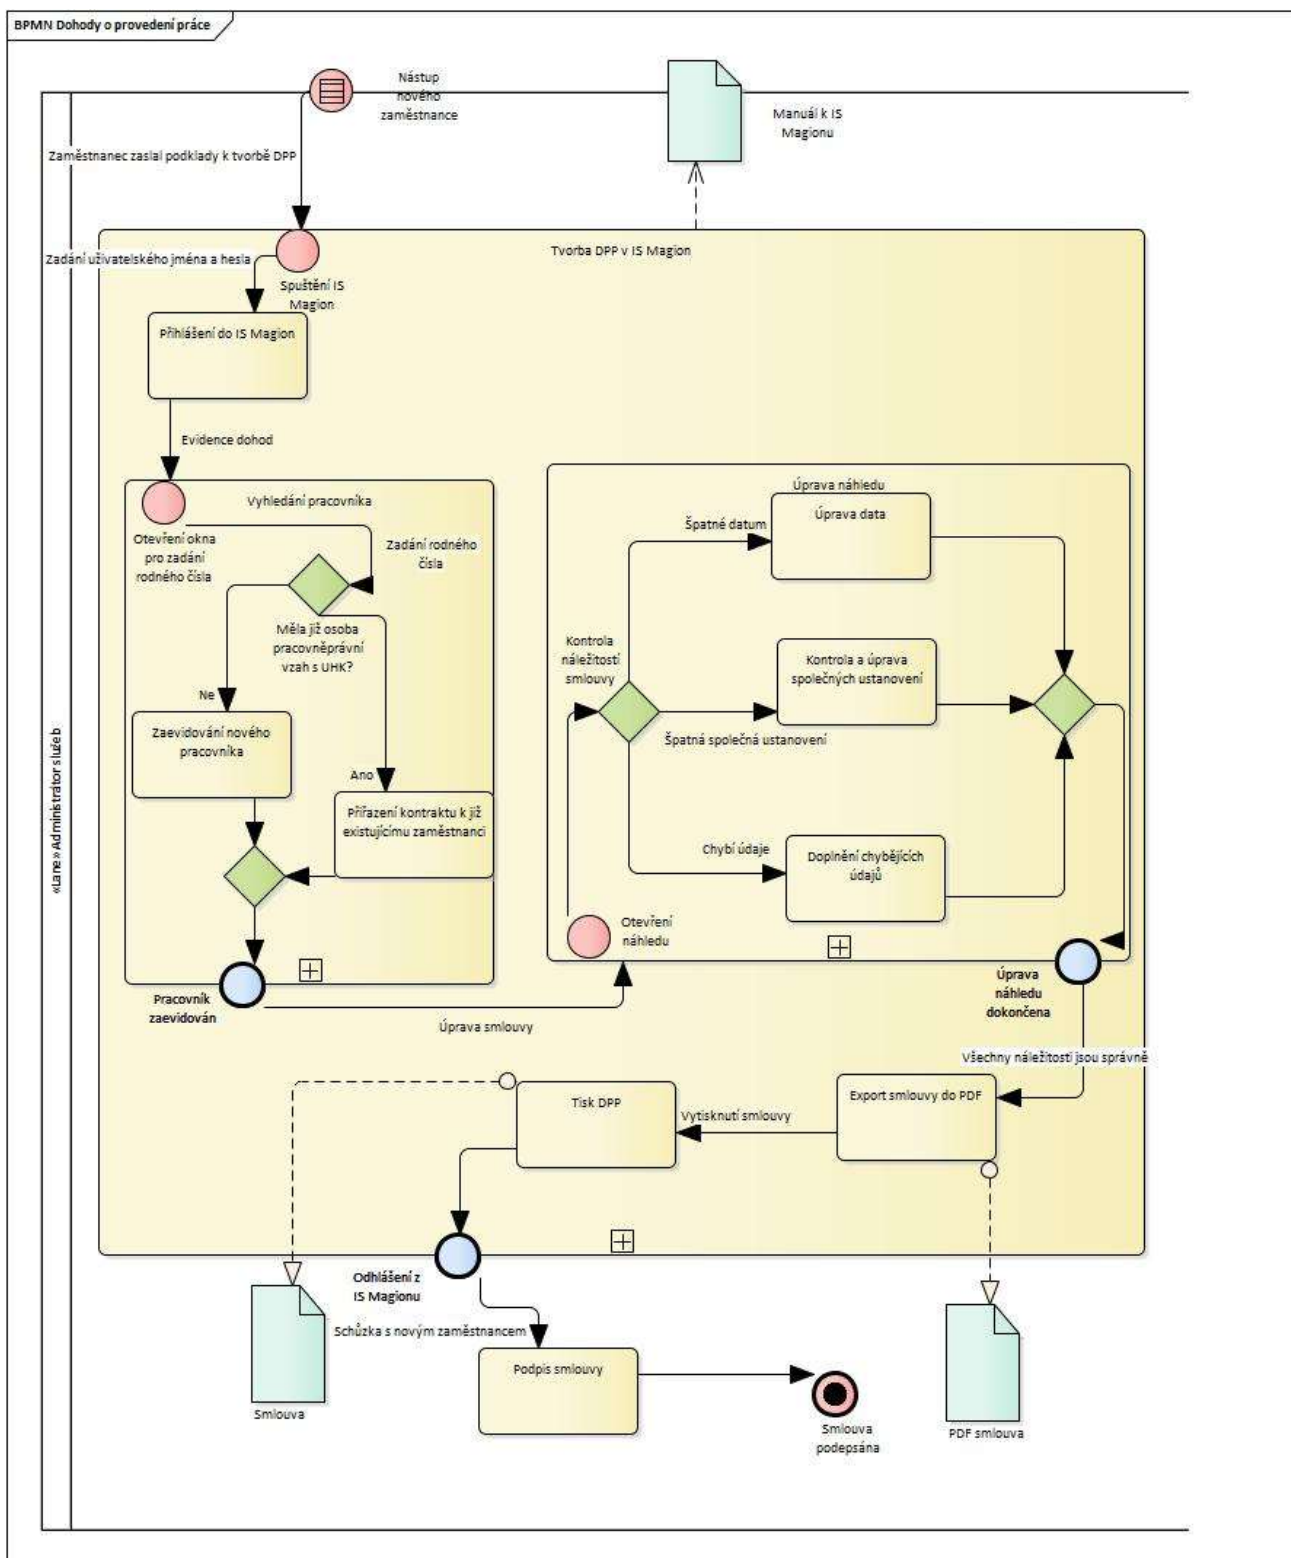 BPMN Dohody o provedení práce
Nástup
nového
zaměstnance
Manuál k IS
Magionu
Zaměstnanec zaslal podklady k tvorbě DPP
Tvorba DPP v IS Magion
Zadání uživatelského jména a hesla
Spuštění IS
Magion
Přihlášení do IS Magion
Evidence dohod
Vyhledání pracovníka
Otevření okna
pro zadání
rodného čísla
Zadání rodného
čísla
Měla již osoba
pracovněprávní
vzah s UHK?
Ne
Zaevidování nového
pracovníka
Ano
Přiřazení kontraktu k již
existujícímu zaměstnanci
Pracovník
zaevidován
Úprava smlouvy
Úprava náhledu
Úprava data
Špatné datum
Kontrola
náležitostí
smlouvy
Kontrola a úprava
společných ustanovení
Špatná společná ustanovení
Chybí údaje
Doplnění chybějících
údajů
Otevření
náhledu
Úprava
náhledu
dokončena
Všechny náležitosti jsou správně
Export smlouvy do PDF
Vytisknutí smlouvy
Tisk DPP
Odhlášení z
IS Magionu
Schůzka s novým zaměstnancem
Podpis smlouvy
Smlouva
Smlouva
podepsána
PDF smlouva
«Lane» Administrátor služeb